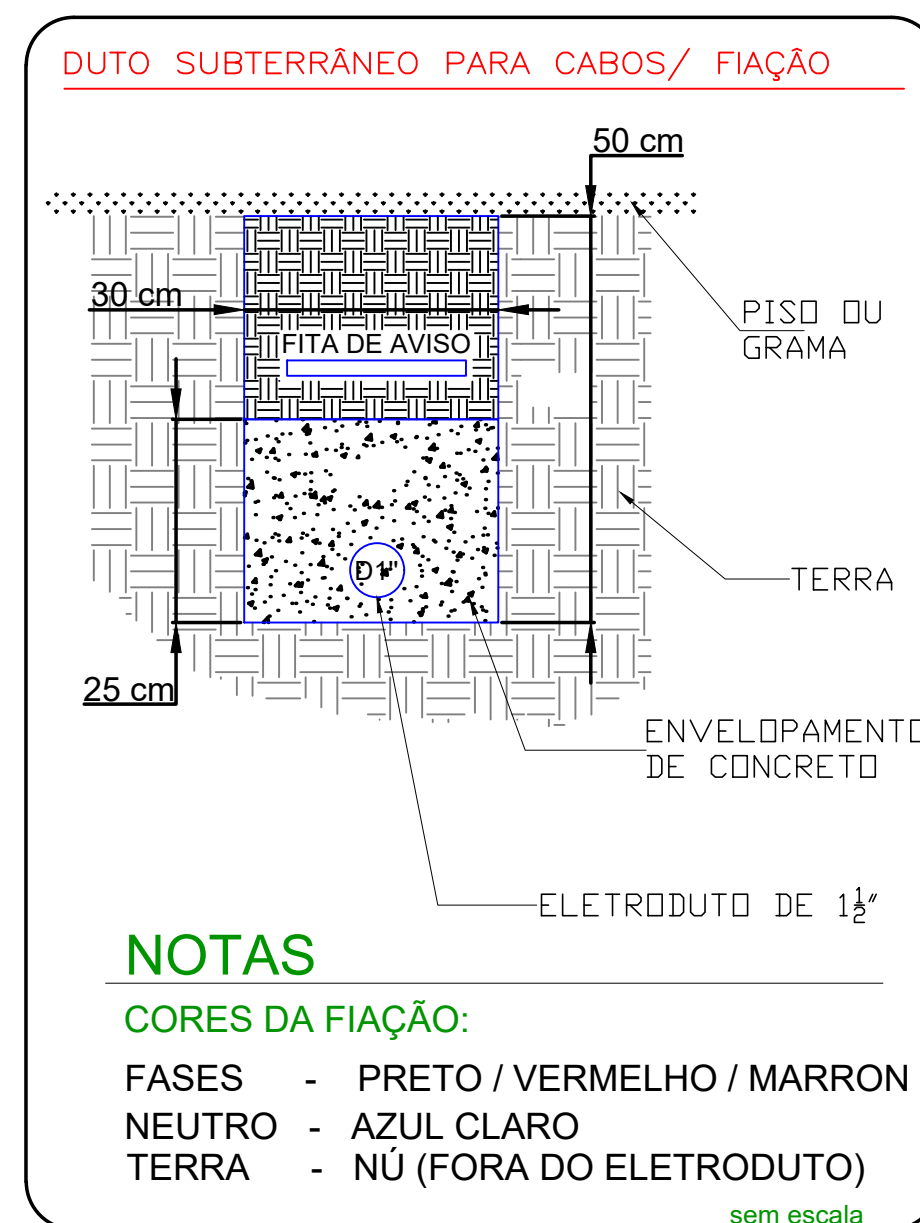 DUTO SUBTERRÂNEO PARA CABOS/ FIAÇÂO
50 cm
30 cm
FITA DE AVISO
PISO OU
GRAMA
D1"
TERRA
25 cm
ENVELOPAMENTO
DE CONCRETO
ELETRODUTO DE 1½"
NOTAS
CORES DA FIAÇÃO:
FASES - PRETO / VERMELHO / MARRON
NEUTRO - AZUL CLARO
TERRA - NÚ (FORA DO ELETRODUTO)
sem escala